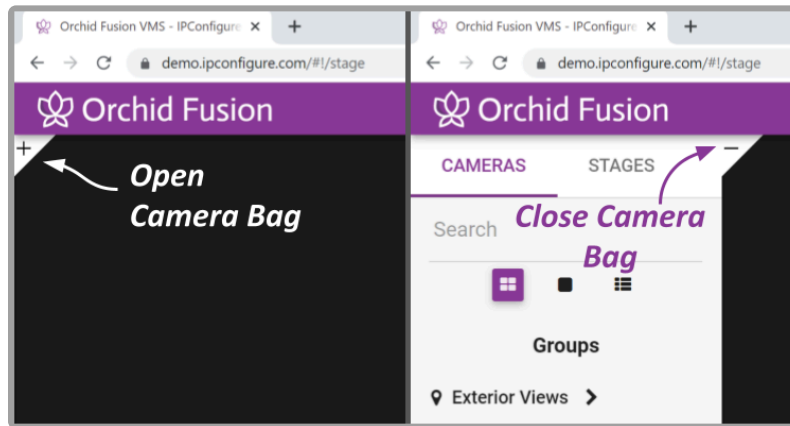 Orchid Fusion VMS - IPConfigure
demo.ipconfigure.com/#!/stage
Orchid Fusion
+
Open
Camera Bag
Orchid Fusion VMS - IPConfigure
demo.ipconfigure.com/#!/stage
Orchid Fusion
−
CAMERAS STAGES
Close Camera
Bag
Search
Groups
Exterior Views